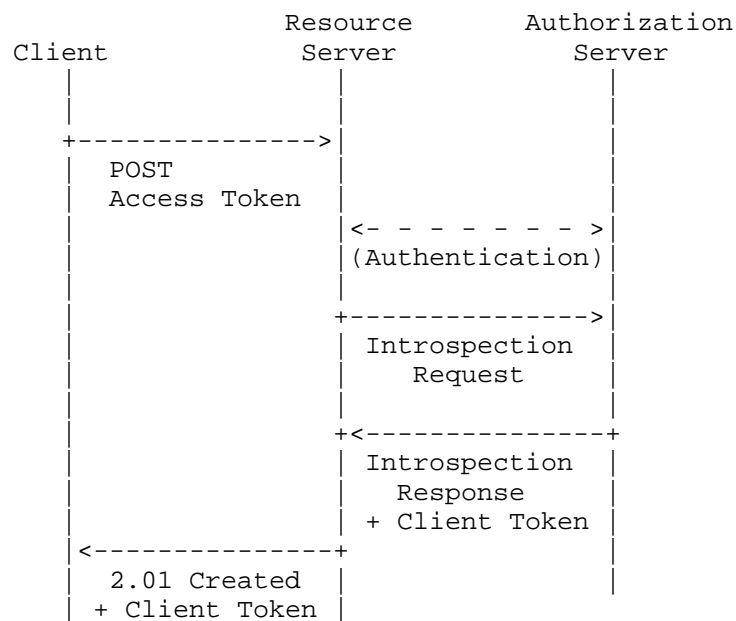 Resource Authorization
Client Server Server
POST
Access Token
<- - - - - - - >
(Authentication)
Introspection
Request
Introspection
Response
+ Client Token
2.01 Created
+ Client Token